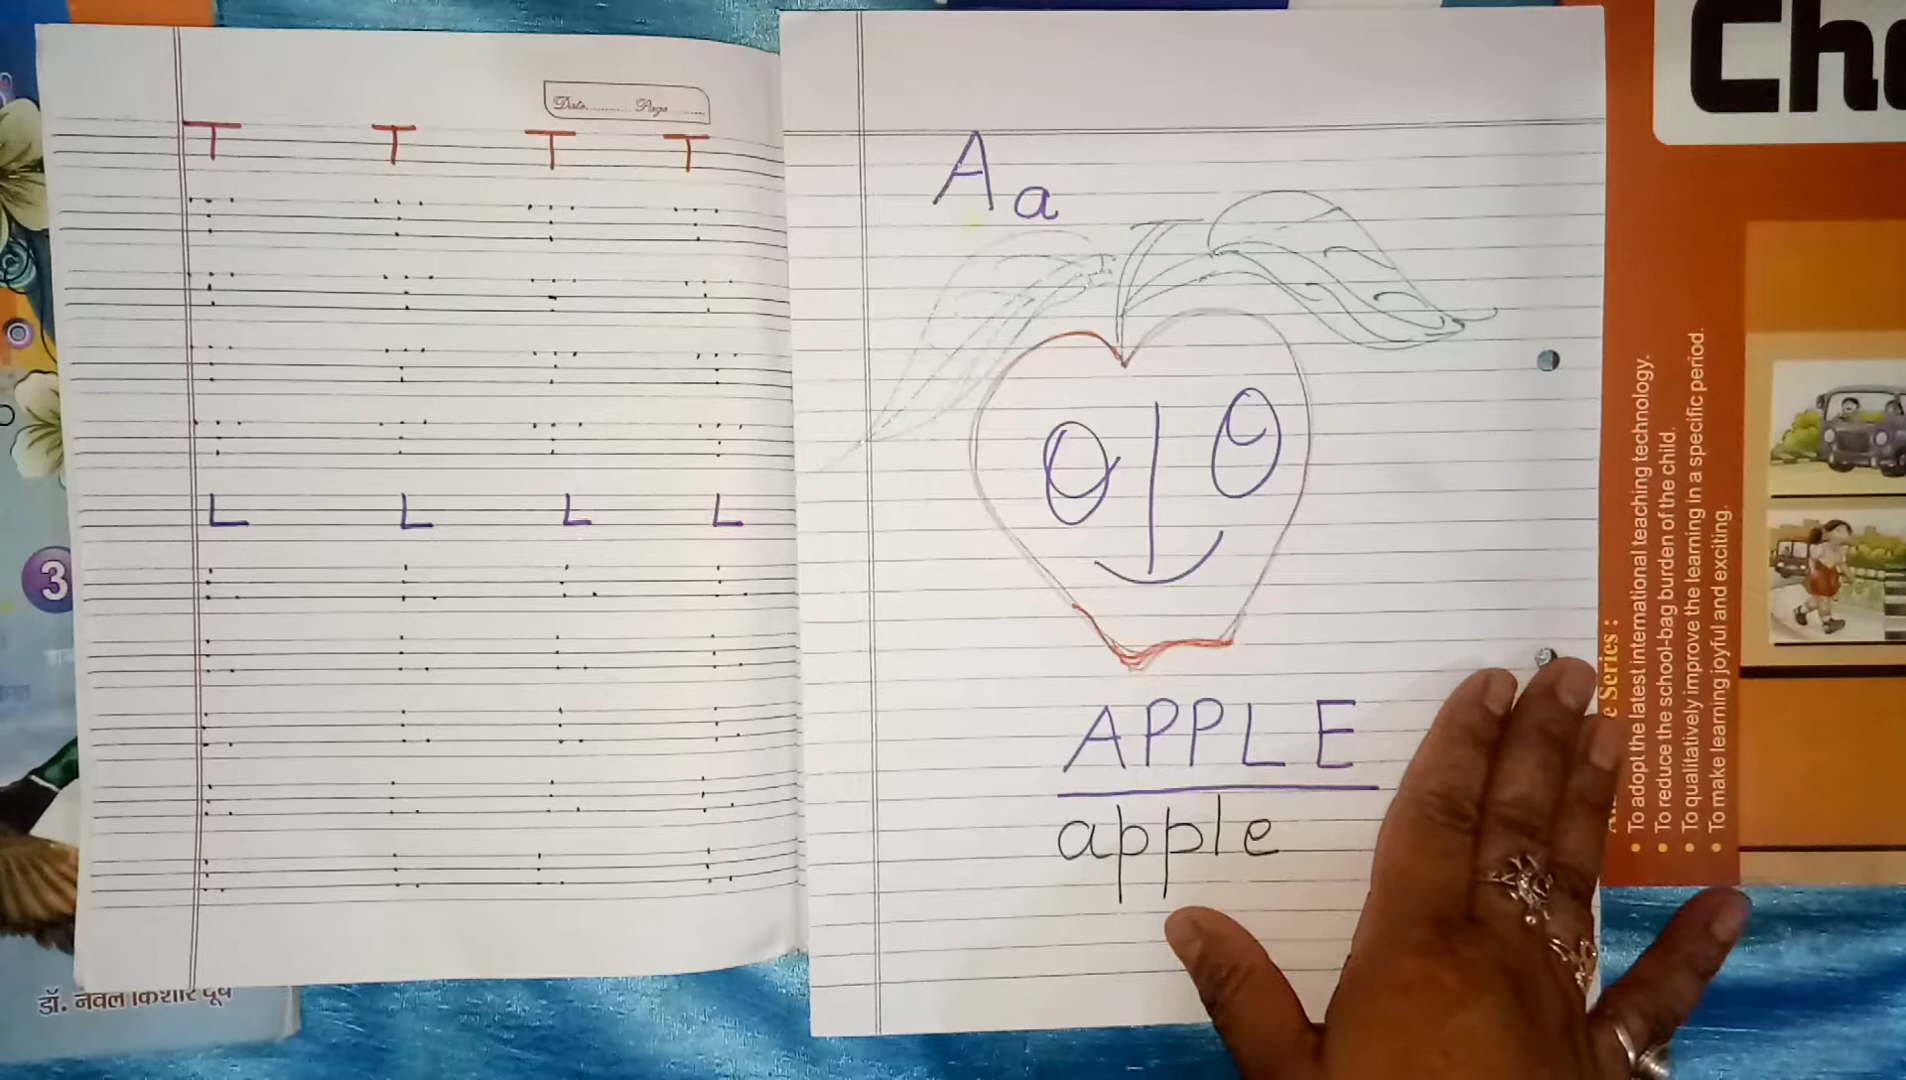 Date............ Page.........
T T T T
L L L L
Aa
APPLE
apple
3
डॉ. नवल किशोर दूबे
Series :
• To adopt the latest international teaching technology.
• To reduce the school-bag burden of the child.
• To qualitatively improve the learning in a specific period.
• To make learning joyful and exciting.